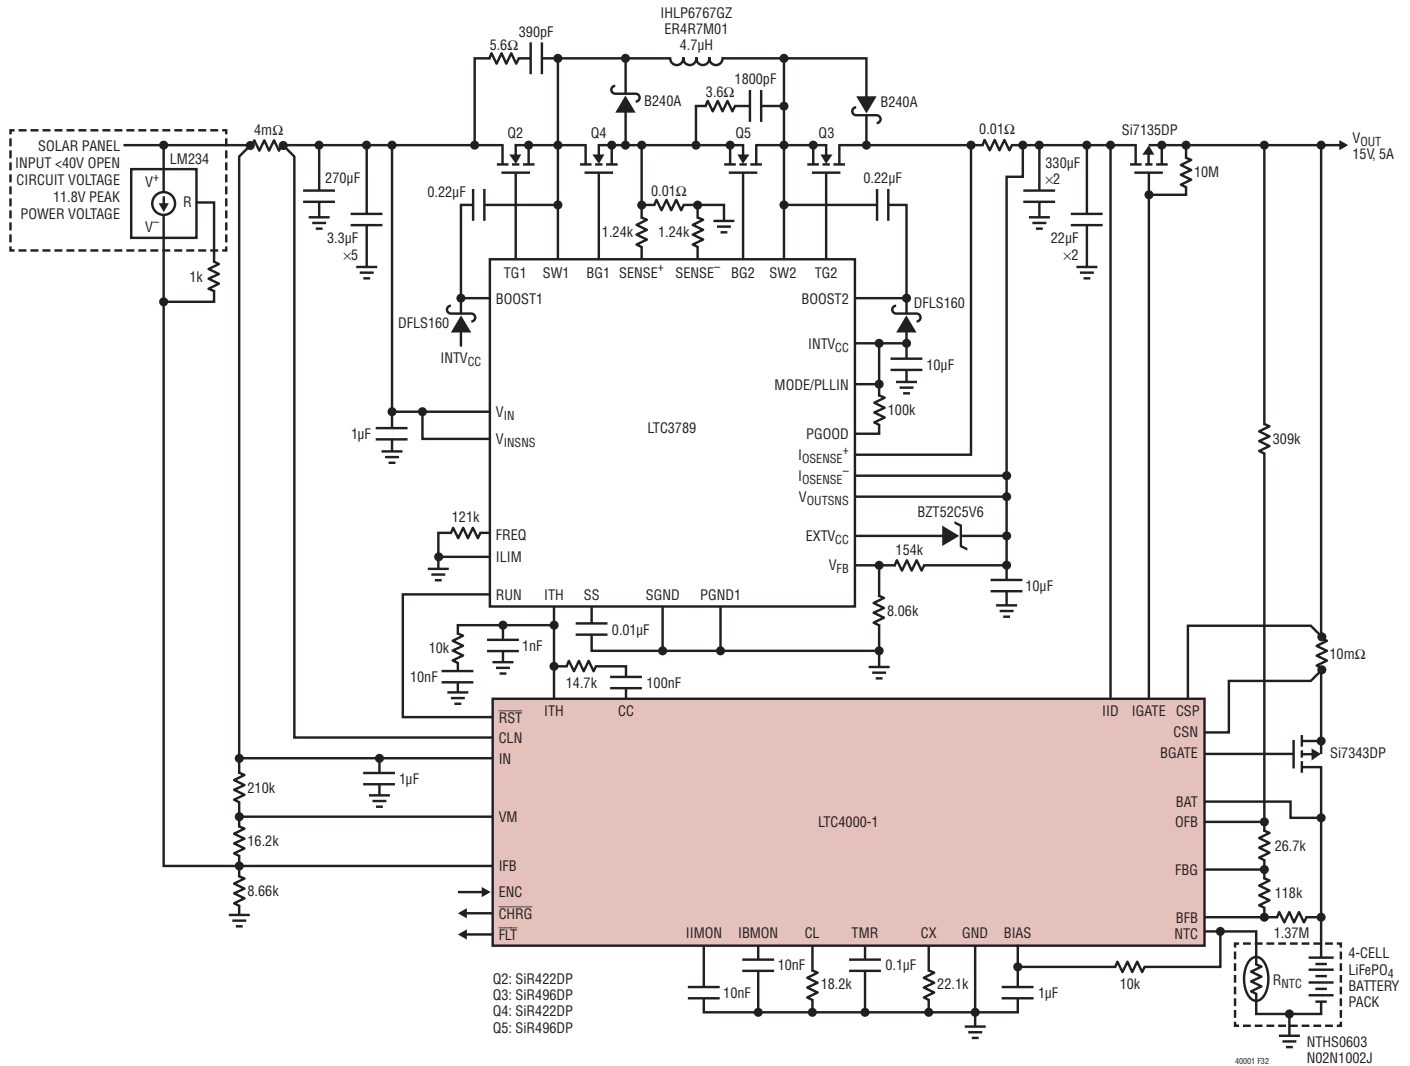 IHLP6767GZ
ER4R7M01
4.7µH
390pF
5.6Ω
1800pF
3.6Ω
B240A
B240A
4mΩ
Q2
Q4
Q5
Q3
0.01Ω
Si7135DP
VOUT
15V, 5A
SOLAR PANEL
INPUT <40V OPEN
CIRCUIT VOLTAGE
11.8V PEAK
POWER VOLTAGE
LM234
V+
R
V–
1k
270µF
3.3µF
×5
0.22µF
0.01Ω
1.24k
1.24k
0.22µF
330µF
×2
22µF
×2
10M
TG1
SW1
BG1
SENSE+
SENSE–
BG2
SW2
TG2
BOOST1
BOOST2
DFLS160
DFLS160
INTVCC
INTVCC
10µF
MODE/PLLIN
100k
LTC3789
VIN
VINSNS
1µF
PGOOD
IOSENSE+
IOSENSE–
VOUTSNS
309k
BZT52C5V6
EXTVCC
154k
VFB
10µF
8.06k
121k
FREQ
ILIM
RUN
ITH
SS
SGND
PGND1
0.01µF
10k
1nF
10nF
14.7k
100nF
10mΩ
RST
ITH
CC
IID
IGATE
CSP
CLN
CSN
IN
BGATE
Si7343DP
1µF
210k
VM
BAT
OFB
LTC4000-1
16.2k
26.7k
IFB
FBG
8.66k
118k
ENC
CHRG
BFB
1.37M
FLT
NTC
IIMON
IBMON
CL
TMR
CX
GND
BIAS
10nF
10nF
18.2k
0.1µF
22.1k
1µF
10k
RNTC
4-CELL
LiFePO4
BATTERY
PACK
Q2: SiR422DP
Q3: SiR496DP
Q4: SiR422DP
Q5: SiR496DP
NTHS0603
N02N1002J
40001 F32